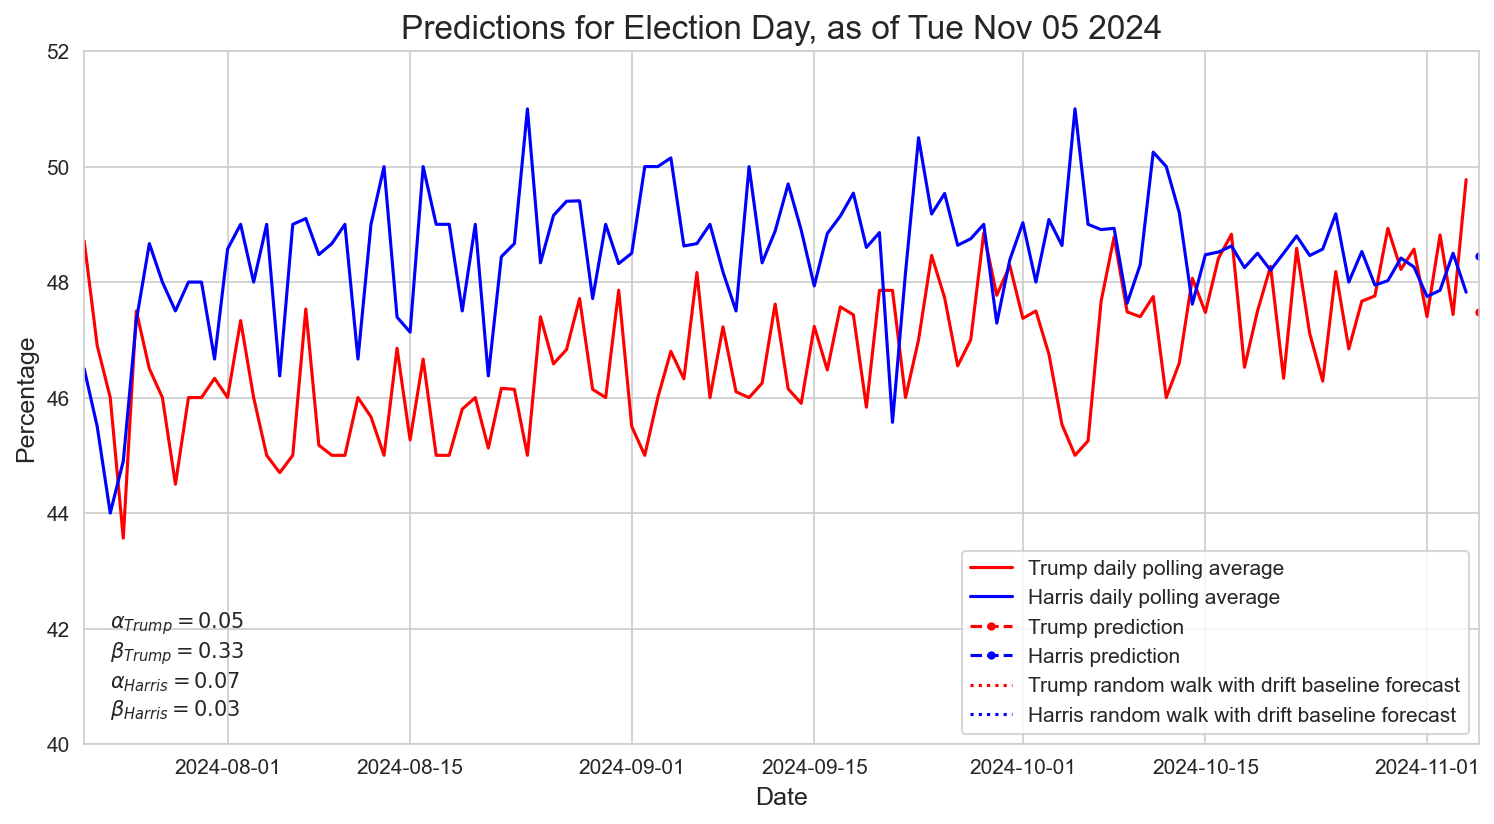 Predictions for Election Day, as of Tue Nov 05 2024
Percentage
52
50
48
46
44
42
40
α_Trump = 0.05
β_Trump = 0.33
α_Harris = 0.07
β_Harris = 0.03
Trump daily polling average
Harris daily polling average
Trump prediction
Harris prediction
Trump random walk with drift baseline forecast
Harris random walk with drift baseline forecast
2024-08-01 2024-08-15 2024-09-01 2024-09-15 2024-10-01 2024-10-15 2024-11-01
Date